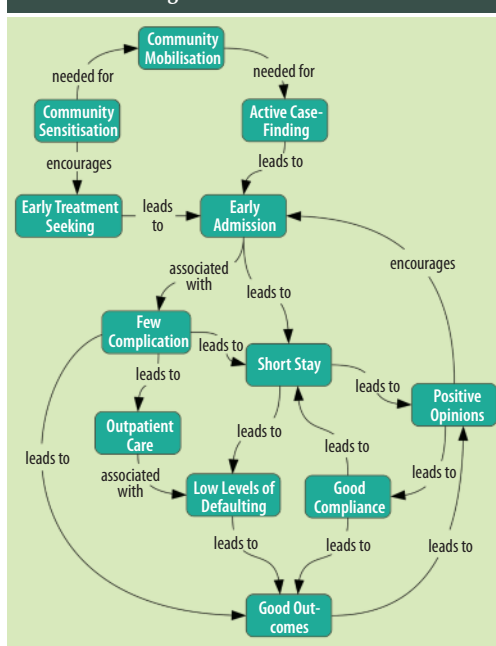 Community
Mobilisation
needed for
needed for
Community
Sensitisation
Active Case-
Finding
encourages
leads to
Early Treatment
Seeking
leads
to
Early
Admission
associated
with
leads to
encourages
Few
Complication
leads to
Short Stay
leads to
leads to
Positive
Opinions
Outpatient
Care
leads to
leads to
leads to
associated
with
Low Levels of
Defaulting
Good
Compliance
leads to
leads to
leads to
Good Out-
comes